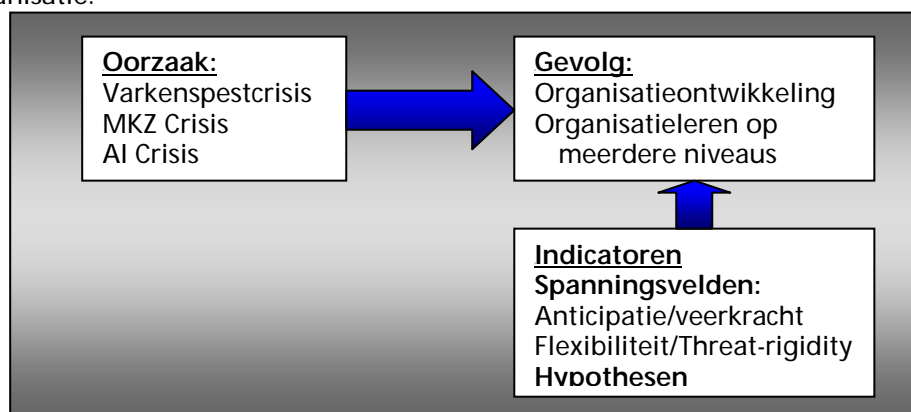 Oorzaak:
Varkenspestcrisis
MKZ Crisis
AI Crisis
Gevolg:
Organisatieontwikkeling
Organisatieleren op
meerdere niveaus
Indicatoren
Spanningsvelden:
Anticipatie/veerkracht
Flexibiliteit/Threat-rigidity
Hypothesen